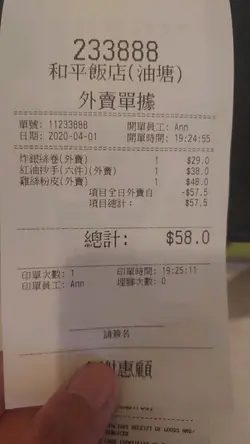 233888
和平飯店(油塘)
外賣單據
單號: 11233888 開單員工: Ann
日期: 2020-04-01 開單時間: 19:24:55
炸銀絲卷(外賣) 1 $29.0
紅油抄手(六件)(外賣) 1 $38.0
雞絲粉皮(外賣) 1 $48.0
項目全日外賣自 -$57.5
項目總計: $57.5
總計: $58.0
印單次數: 1 印單時間: 19:25:11
印單員工: Ann 理聯次數: 0
請簽名
惠顧